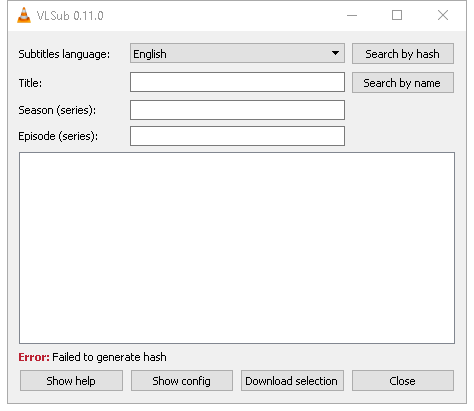 VLSub 0.11.0
Subtitles language: English Search by hash
Title: Search by name
Season (series):
Episode (series):
Error: Failed to generate hash
Show help Show config Download selection Close